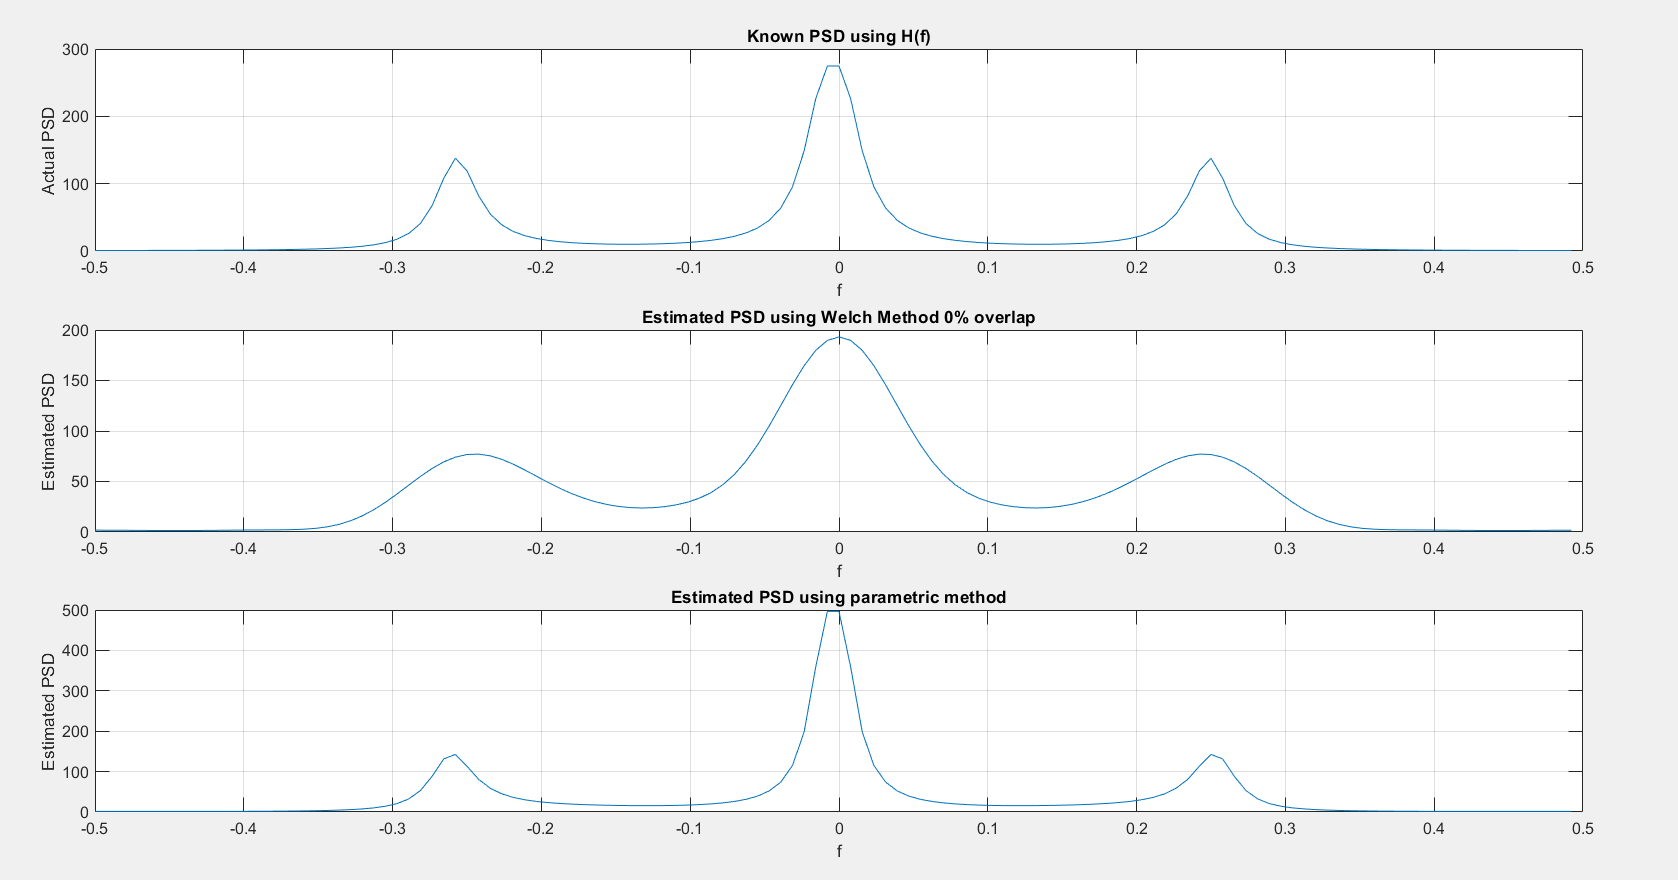 Known PSD using H(f)
Actual PSD
300
200
100
0
-0.5 -0.4 -0.3 -0.2 -0.1 0 0.1 0.2 0.3 0.4 0.5
f
Estimated PSD using Welch Method 0% overlap
Estimated PSD
200
150
100
50
0
-0.5 -0.4 -0.3 -0.2 -0.1 0 0.1 0.2 0.3 0.4 0.5
f
Estimated PSD using parametric method
Estimated PSD
500
400
300
200
100
0
-0.5 -0.4 -0.3 -0.2 -0.1 0 0.1 0.2 0.3 0.4 0.5
f